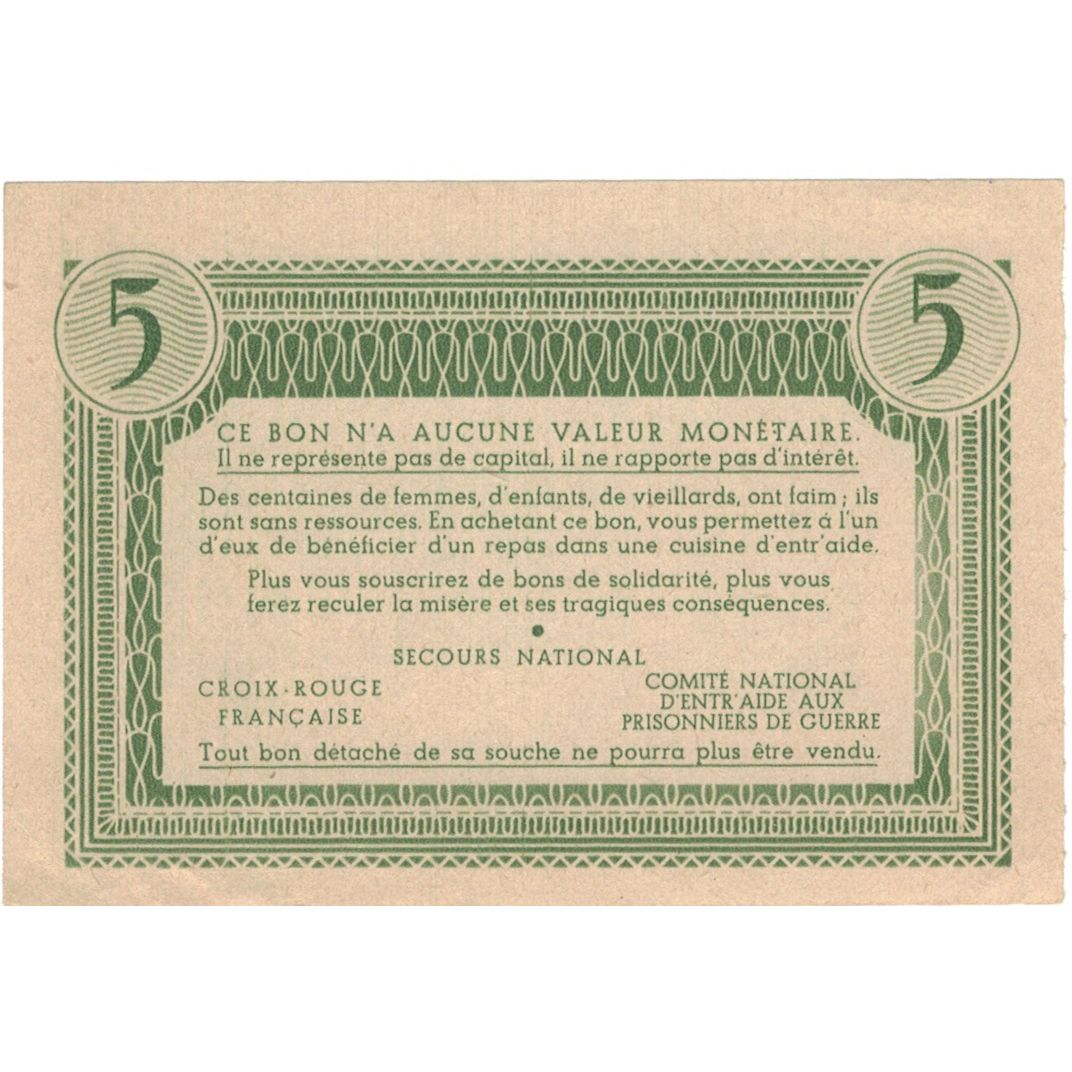 5 5
CE BON N'A AUCUNE VALEUR MONÉTAIRE.
Il ne représente pas de capital, il ne rapporte pas d'intérêt.
Des centaines de femmes, d'enfants, de vieillards, ont faim ; ils
sont sans ressources. En achetant ce bon, vous permettez á l'un
d'eux de bénéficier d'un repas dans une cuisine d'entr'aide.
Plus vous souscrirez de bons de solidarité, plus vous
ferez reculer la misère et ses tragiques conséquences.
SECOURS NATIONAL
CROIX-ROUGE
FRANÇAISE
COMITÉ NATIONAL
D'ENTR'AIDE AUX
PRISONNIERS DE GUERRE
Tout bon détaché de sa souche ne pourra plus être vendu.